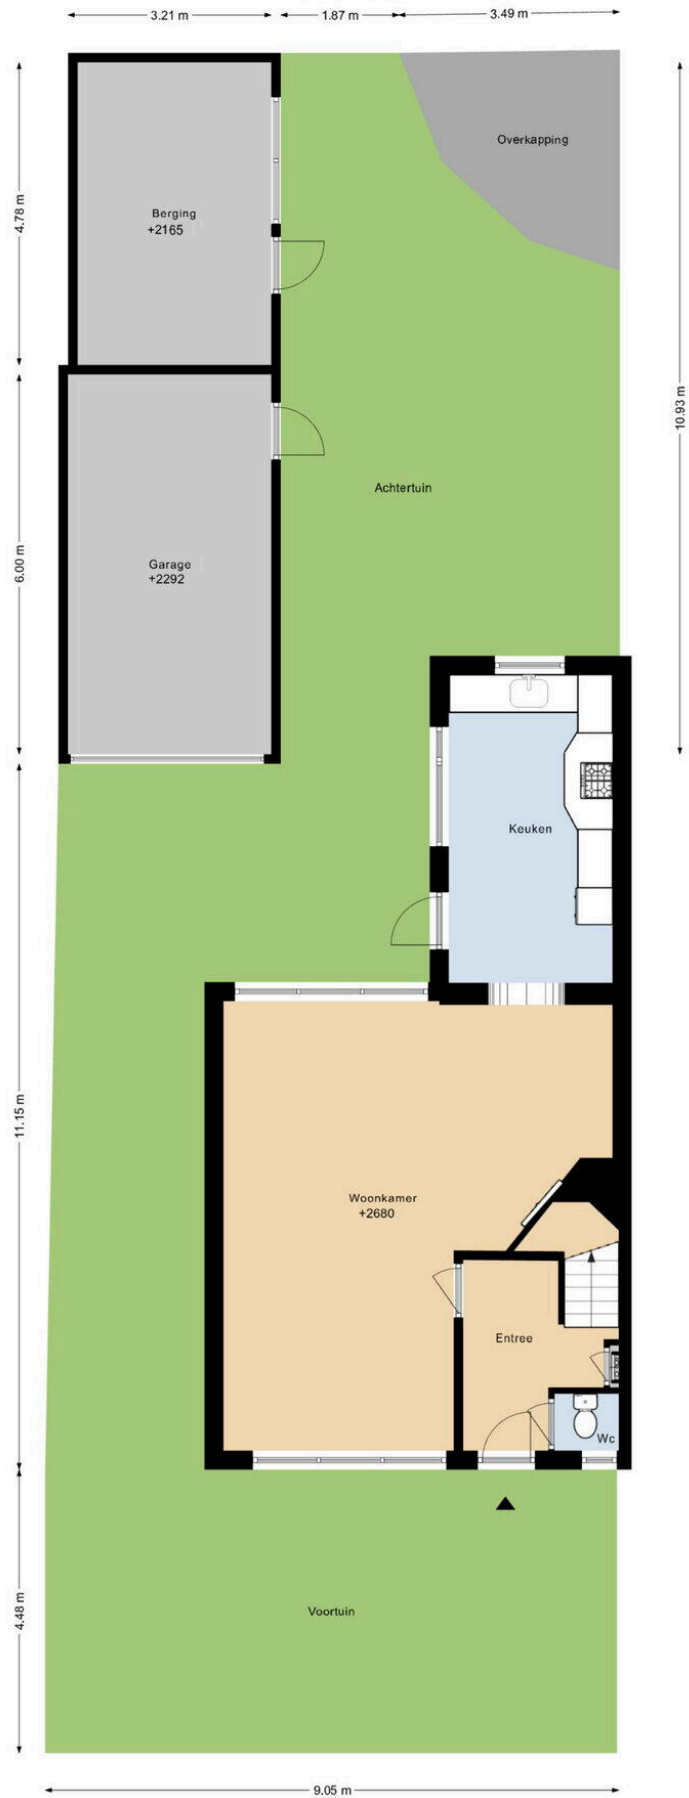 3.21 m
1.87 m
3.49 m
Overkapping
4.78 m
Berging
+2165
10.93 m
Achtertuin
6.00 m
Garage
+2292
Keuken
11.15 m
Woonkamer
+2680
Entree
Wc
4.48 m
Voortuin
9.05 m